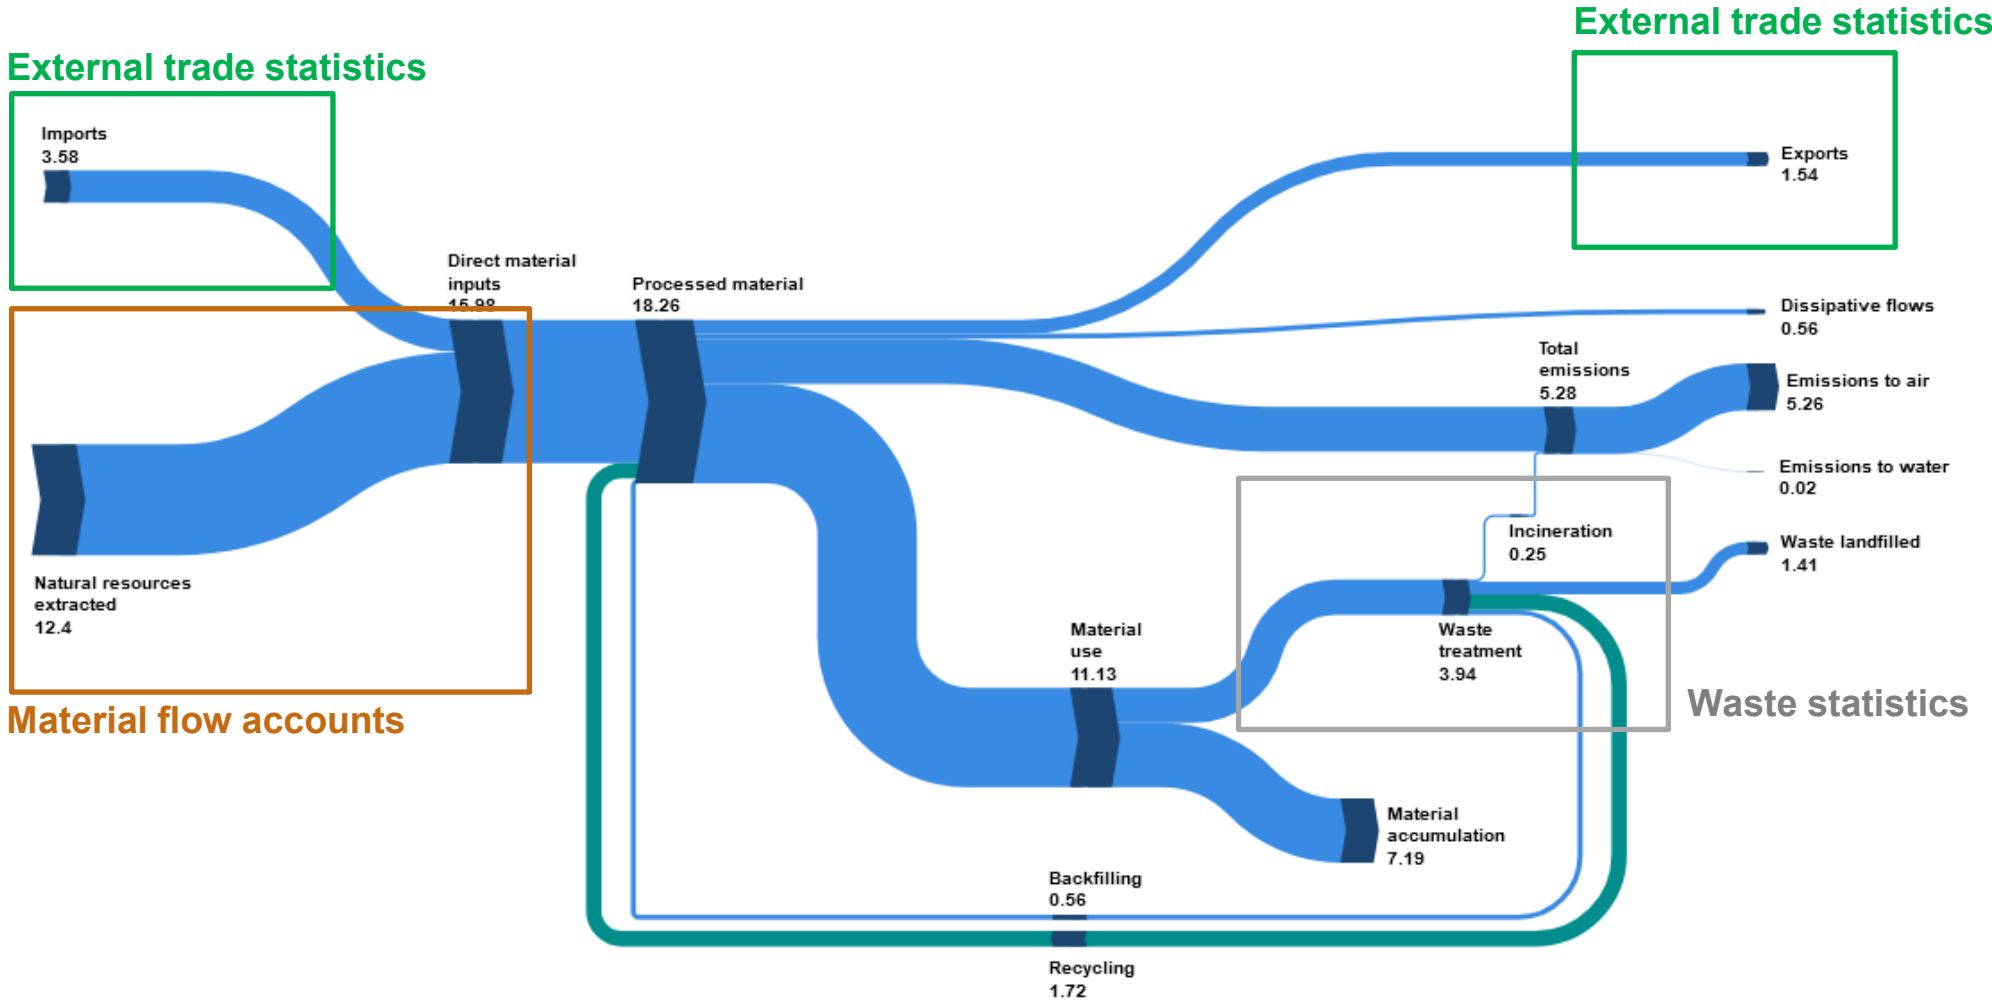 External trade statistics
External trade statistics
Imports
3.58
Exports
1.54
Direct material
inputs
15.98
Processed material
18.26
Dissipative flows
0.56
Total
emissions
5.28
Emissions to air
5.26
Emissions to water
0.02
Incineration
0.25
Waste landfilled
1.41
Natural resources
extracted
12.4
Material
use
11.13
Waste
treatment
3.94
Waste statistics
Material flow accounts
Material
accumulation
7.19
Backfilling
0.56
Recycling
1.72